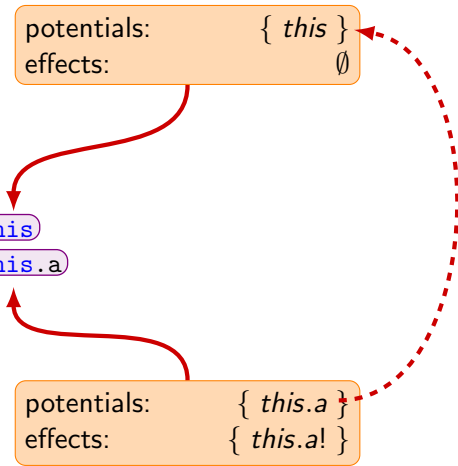 potentials: { this }
effects: ∅
his
his.a
potentials: { this.a }
effects: { this.a! }